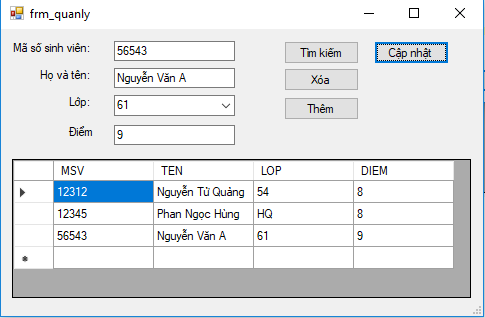 frm_quanly
Mã số sinh viên: 56543 Tìm kiếm Cập nhật
Họ và tên: Nguyễn Văn A Xóa
Lớp: 61 Thêm
Điểm 9
MSV TEN LOP DIEM
12312 Nguyễn Tử Quảng 54 8
12345 Phan Ngọc Hùng HQ 8
56543 Nguyễn Văn A 61 9